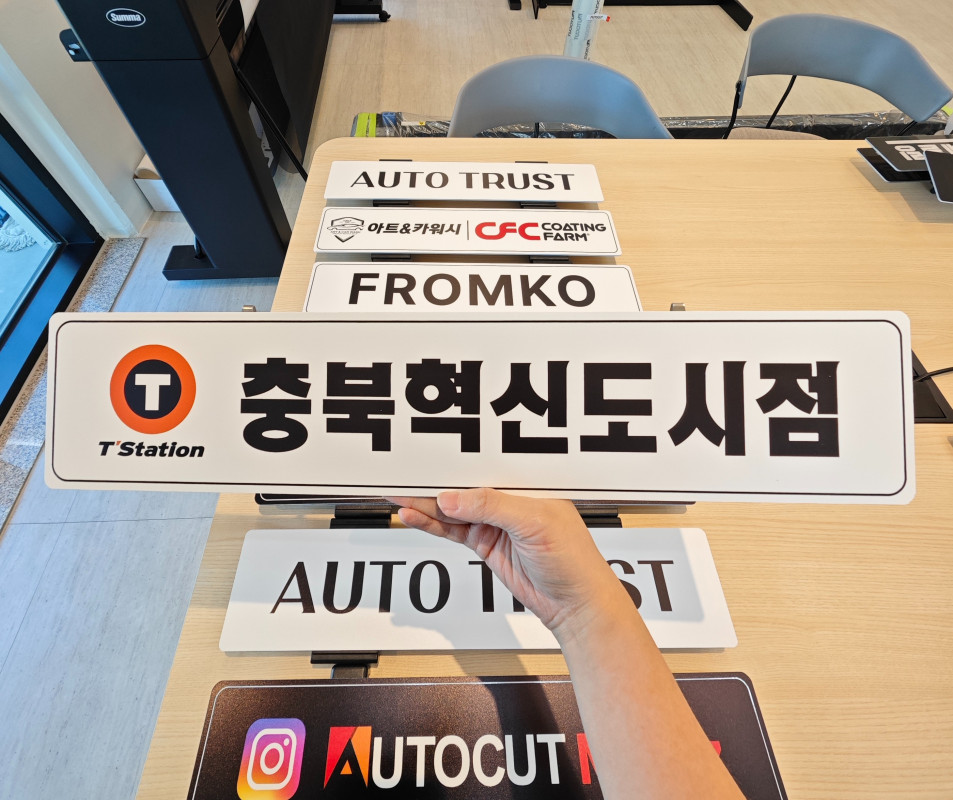 Summa
AUTO TRUST
아트&카워시 CFC COATING FARM
FROMKO
T'Station 충북혁신도시점
AUTO T
ST
AUTOCUT